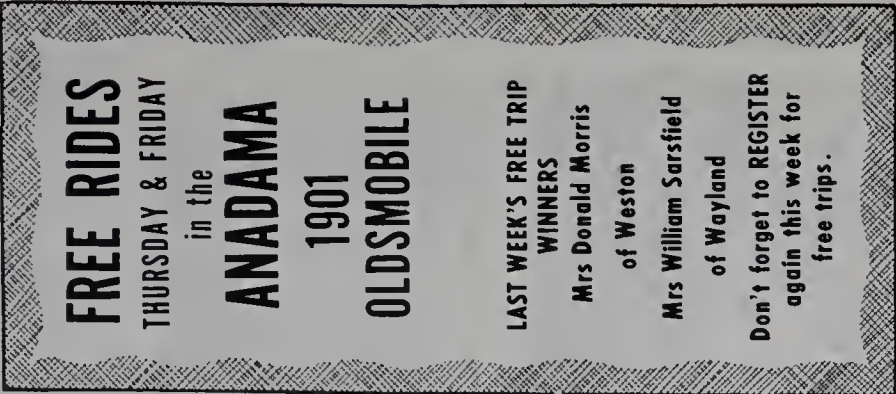 FREE RIDES
THURSDAY & FRIDAY
in the
ANADAMA
1901
OLDSMOBILE
LAST WEEK'S FREE TRIP
WINNERS
Mrs Donald Morris
of Weston
Mrs William Sarsfield
of Wayland
Don't forget to REGISTER
again this week for
free trips.